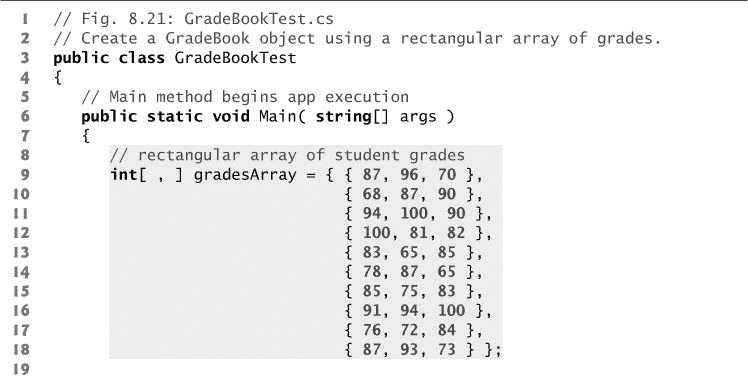 1 // Fig. 8.21: GradeBookTest.cs
2 // Create a GradeBook object using a rectangular array of grades.
3 public class GradeBookTest
4 {
5 // Main method begins app execution
6 public static void Main( string[] args )
7 {
8 // rectangular array of student grades
9 int[ , ] gradesArray = { { 87, 96, 70 },
10 { 68, 87, 90 },
11 { 94, 100, 90 },
12 { 100, 81, 82 },
13 { 83, 65, 85 },
14 { 78, 87, 65 },
15 { 85, 75, 83 },
16 { 91, 94, 100 },
17 { 76, 72, 84 },
18 { 87, 93, 73 } };
19